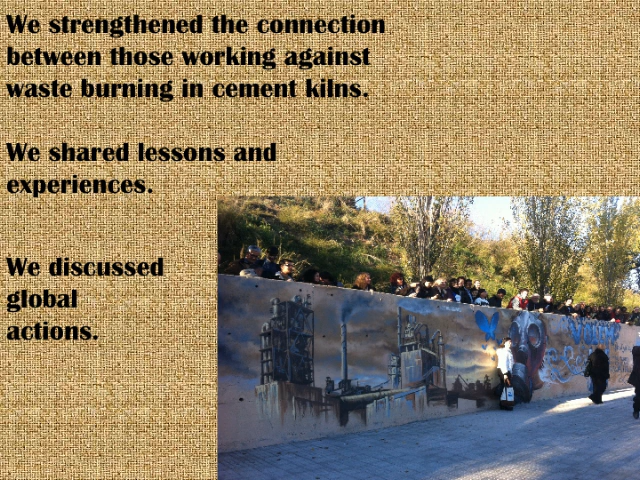 We strengthened the connection
between those working against
waste burning in cement kilns.
We shared lessons and
experiences.
We discussed
global
actions.